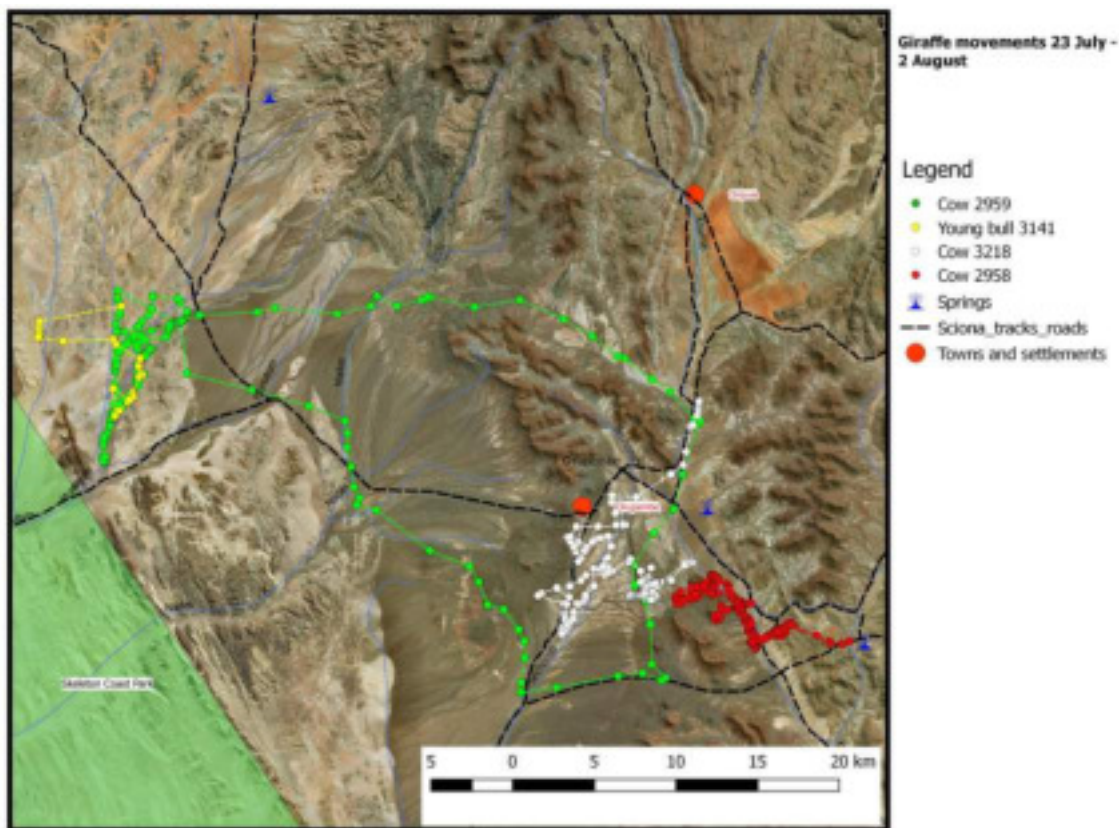 Giraffe movements 23 July -
2 August
Legend
Cow 2959
Young bull 3141
Cow 3218
Cow 2958
Springs
Sciona_tracks_roads
Towns and settlements
Skeleton Coast Park
5 0 5 10 15 20 km